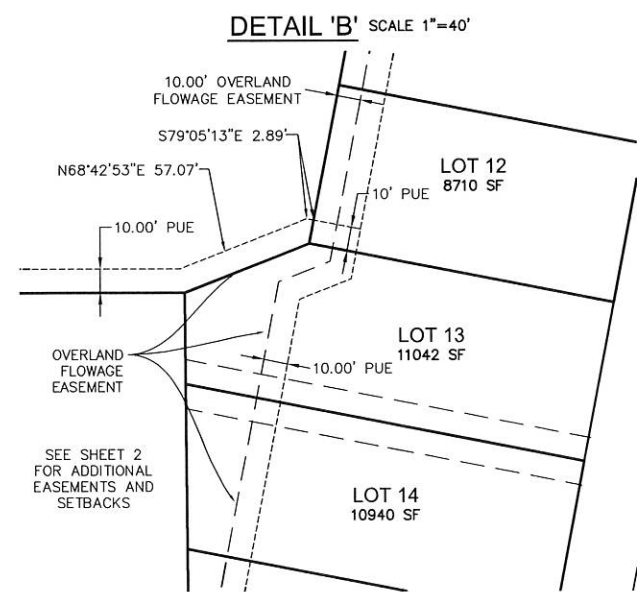 DETAIL 'B' SCALE 1"=40'
10.00' OVERLAND
FLOWAGE EASEMENT
S79°05'13"E 2.89'
N68°42'53"E 57.07'
LOT 12
8710 SF
10' PUE
10.00' PUE
LOT 13
11042 SF
10.00' PUE
OVERLAND
FLOWAGE
EASEMENT
SEE SHEET 2
FOR ADDITIONAL
EASEMENTS AND
SETBACKS
LOT 14
10940 SF